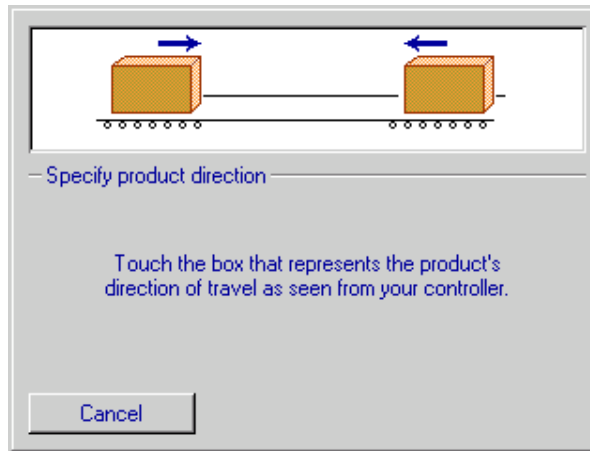 Specify product direction
Touch the box that represents the product's
direction of travel as seen from your controller.
Cancel